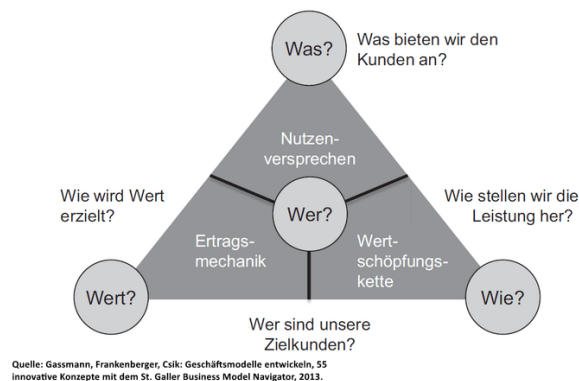 Was?
Was bieten wir den
Kunden an?
Nutzen-
versprechen
Wie wird Wert
erzielt?
Wer?
Wie stellen wir die
Leistung her?
Ertrags-
mechanik
Wert-
schöpfungs-
kette
Wert?
Wie?
Wer sind unsere
Zielkunden?
Quelle: Gassmann, Frankenberger, Csik: Geschäftsmodelle entwickeln, 55
innovative Konzepte mit dem St. Galler Business Model Navigator, 2013.